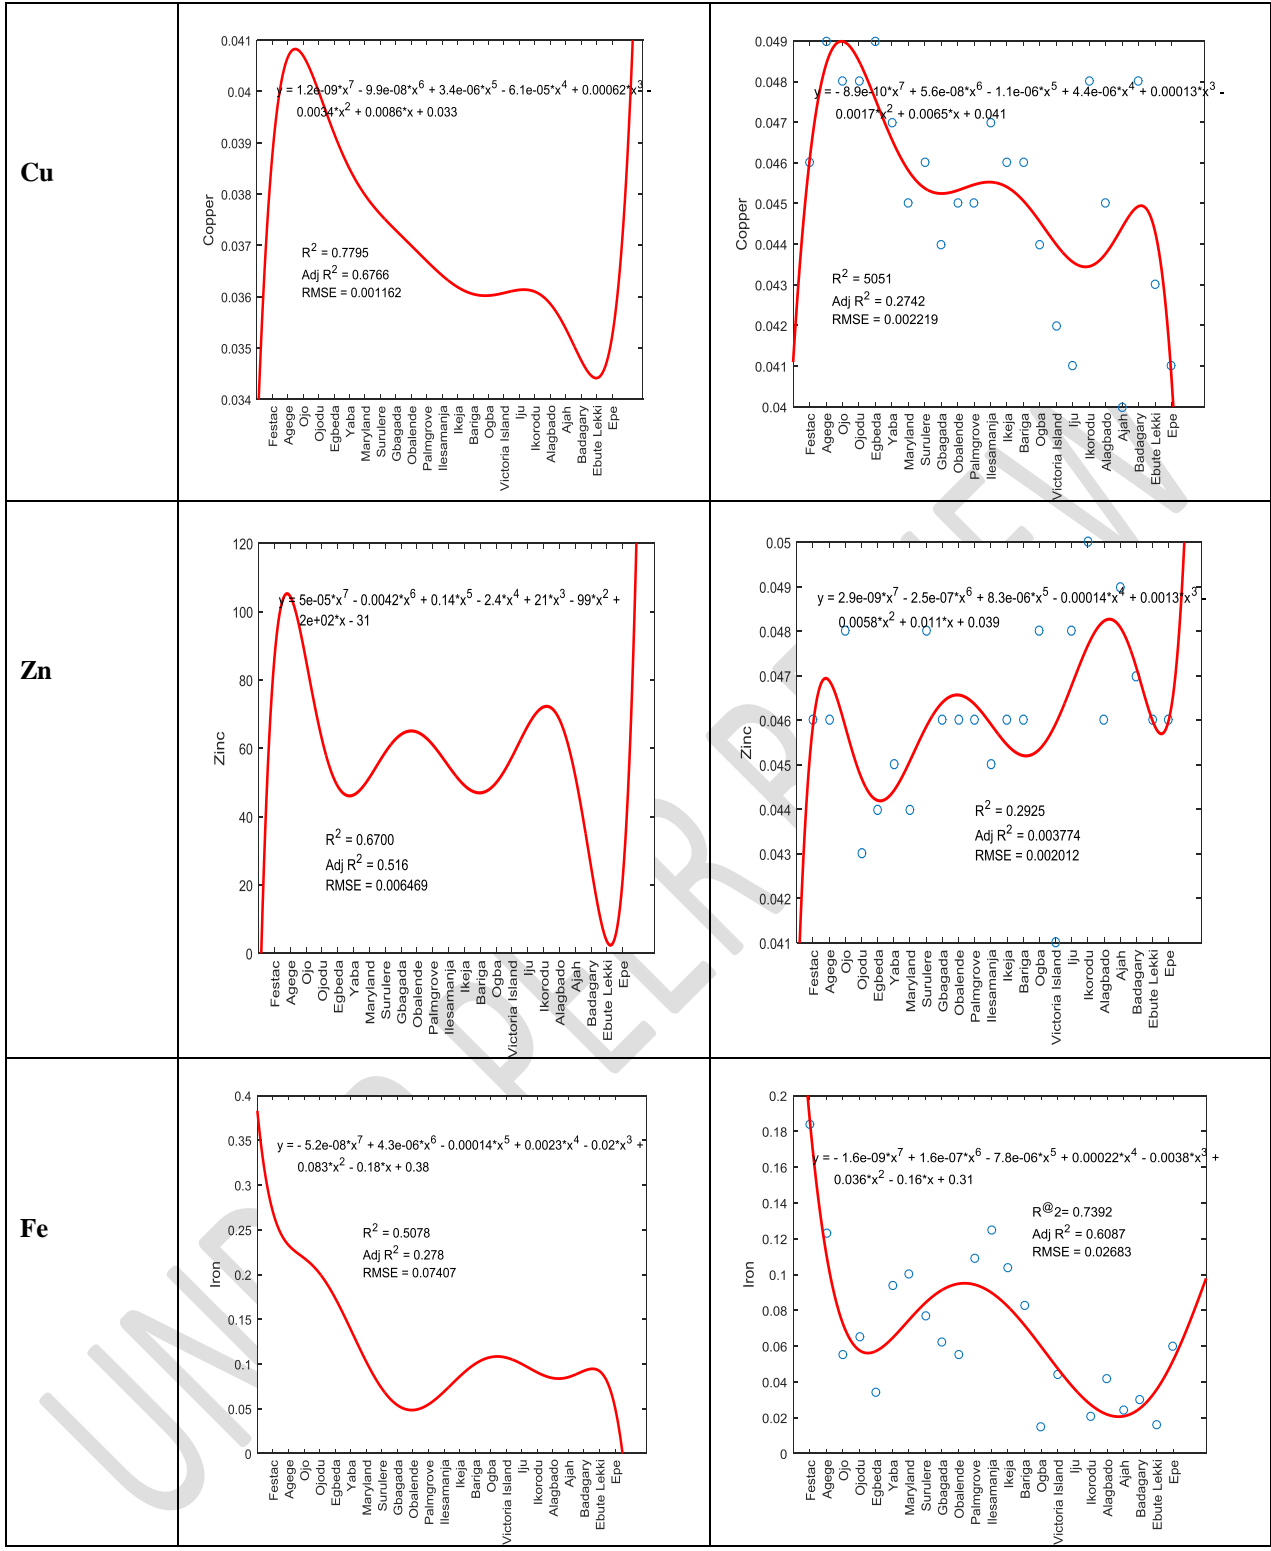 Cu
0.041
0.04
0.039
0.038
0.037
0.036
0.035
0.034
Copper
y = 1.2e-09*x^7 - 9.9e-08*x^6 + 3.4e-06*x^5 - 6.1e-05*x^4 + 0.00062*x^3 -
0.0034*x^2 + 0.0086*x + 0.033
R^2 = 0.7795
Adj R^2 = 0.6766
RMSE = 0.001162
Festac
Agege
Ojo
Ojodu
Egbeda
Yaba
Maryland
Surulere
Gbagada
Obalende
Palmgrove
Ilesamanja
Ikeja
Bariga
Ogba
Victoria Island
Iju
Ikorodu
Alagbado
Ajah
Badagary
Ebute Lekki
Epe
0.049
0.048
0.047
0.046
0.045
0.044
0.043
0.042
0.041
0.04
Copper
y = - 8.9e-10*x^7 + 5.6e-08*x^6 - 1.1e-06*x^5 + 4.4e-06*x^4 + 0.00013*x^3 -
0.0017*x^2 + 0.0065*x + 0.041
R^2 = 5051
Adj R^2 = 0.2742
RMSE = 0.002219
Festac
Agege
Ojo
Ojodu
Egbeda
Yaba
Maryland
Surulere
Gbagada
Obalende
Palmgrove
Ilesamanja
Ikeja
Bariga
Ogba
Victoria Island
Iju
Ikorodu
Alagbado
Ajah
Badagary
Ebute Lekki
Epe
Zn
120
100
80
60
40
20
0
Zinc
y = 5e-05*x^7 - 0.0042*x^6 + 0.14*x^5 - 2.4*x^4 + 21*x^3 - 99*x^2 +
2e+02*x - 31
R^2 = 0.6700
Adj R^2 = 0.516
RMSE = 0.006469
Festac
Agege
Ojo
Ojodu
Egbeda
Yaba
Maryland
Surulere
Gbagada
Obalende
Palmgrove
Ilesamanja
Ikeja
Bariga
Ogba
Victoria Island
Iju
Ikorodu
Alagbado
Ajah
Badagary
Ebute Lekki
Epe
0.05
0.049
0.048
0.047
0.046
0.045
0.044
0.043
0.042
0.041
Zinc
y = 2.9e-09*x^7 - 2.5e-07*x^6 + 8.3e-06*x^5 - 0.00014*x^4 + 0.0013*x^3 -
0.0058*x^2 + 0.011*x + 0.039
R^2 = 0.2925
Adj R^2 = 0.003774
RMSE = 0.002012
Festac
Agege
Ojo
Ojodu
Egbeda
Yaba
Maryland
Surulere
Gbagada
Obalende
Palmgrove
Ilesamanja
Ikeja
Bariga
Ogba
Victoria Island
Iju
Ikorodu
Alagbado
Ajah
Badagary
Ebute Lekki
Epe
Fe
0.4
0.35
0.3
0.25
0.2
0.15
0.1
0.05
0
Iron
y = - 5.2e-08*x^7 + 4.3e-06*x^6 - 0.00014*x^5 + 0.0023*x^4 - 0.02*x^3 +
0.083*x^2 - 0.18*x + 0.38
R^2 = 0.5078
Adj R^2 = 0.278
RMSE = 0.07407
Festac
Agege
Ojo
Ojodu
Egbeda
Yaba
Maryland
Surulere
Gbagada
Obalende
Palmgrove
Ilesamanja
Ikeja
Bariga
Ogba
Victoria Island
Iju
Ikorodu
Alagbado
Ajah
Badagary
Ebute Lekki
Epe
0.2
0.18
0.16
0.14
0.12
0.1
0.08
0.06
0.04
0.02
0
Iron
y = - 1.6e-09*x^7 + 1.6e-07*x^6 - 7.8e-06*x^5 + 0.00022*x^4 - 0.0038*x^3 +
0.036*x^2 - 0.16*x + 0.31
R^@2= 0.7392
Adj R^2 = 0.6087
RMSE = 0.02683
Festac
Agege
Ojo
Ojodu
Egbeda
Yaba
Maryland
Surulere
Gbagada
Obalende
Palmgrove
Ilesamanja
Ikeja
Bariga
Ogba
Victoria Island
Iju
Ikorodu
Alagbado
Ajah
Badagary
Ebute Lekki
Epe
UNDER PEER REVIEW